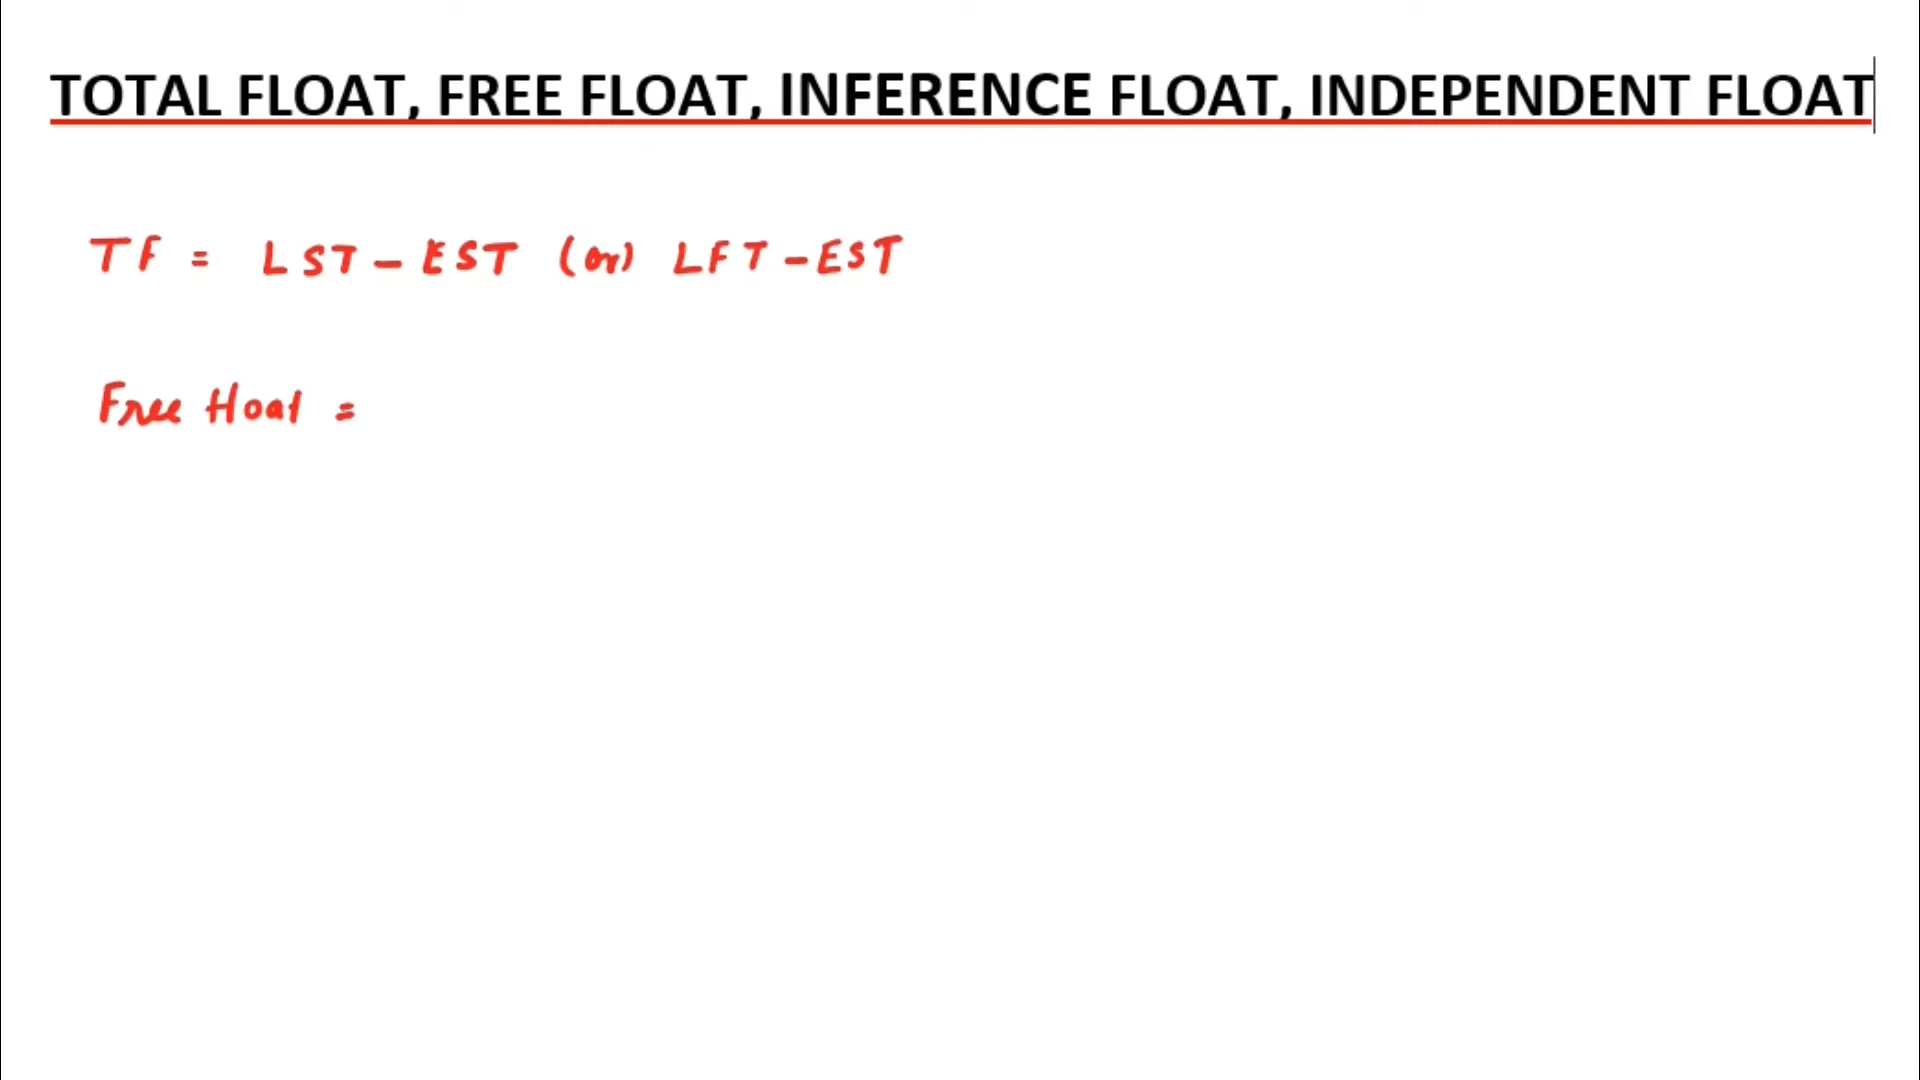 TOTAL FLOAT, FREE FLOAT, INFERENCE FLOAT, INDEPENDENT FLOAT
TF = LST - EST (or) LFT - EST
Free float =